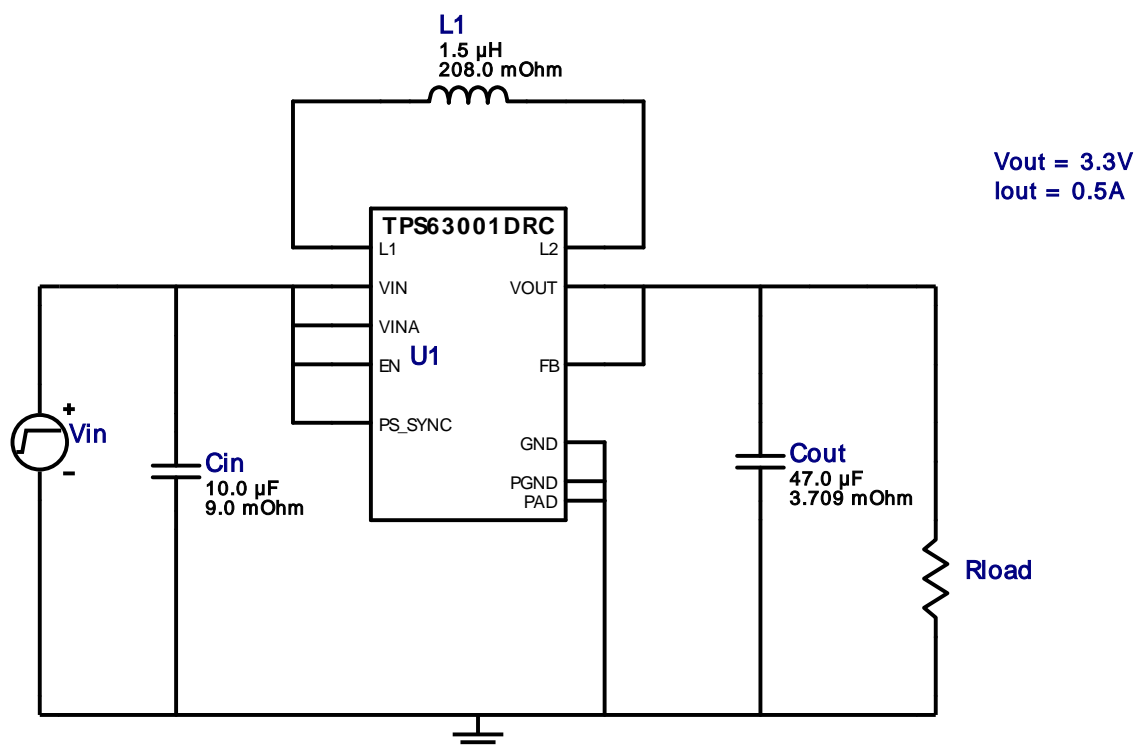 L1
1.5 µH
208.0 mOhm
Vout = 3.3V
Iout = 0.5A
TPS63001DRC
L1
L2
VIN
VOUT
VINA
U1
EN
FB
PS_SYNC
GND
PGND
PAD
+
Vin
-
Cin
10.0 µF
9.0 mOhm
Cout
47.0 µF
3.709 mOhm
Rload